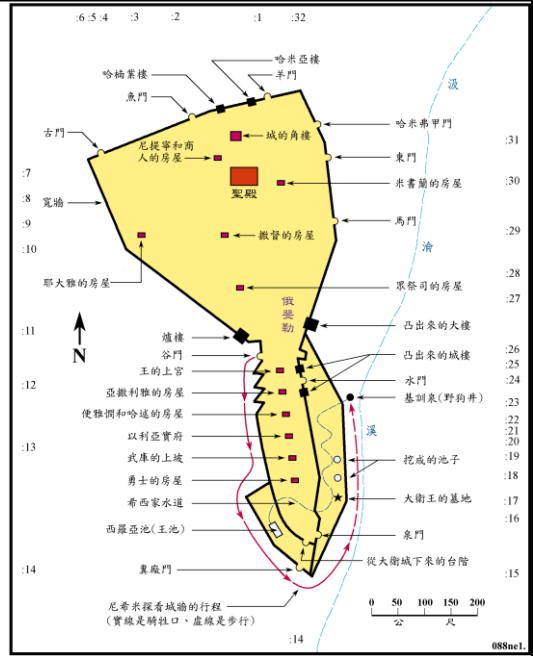 :6 :5 :4
:3
:2
:1
:32
哈米亞樓
哈楠業樓
羊門
魚門
汲
古門
尼提寧和商
人的房屋
城的角樓
哈米弗甲門
:31
東門
:7
聖殿
米書蘭的房屋
:30
:8
寬牆
:9
撒督的房屋
馬門
:29
:10
淪
耶大雅的房屋
眾祭司的房屋
:28
:27
俄斐勒
:11
爐樓
凸出來的大樓
N
谷門
凸出來的城樓
:26
:25
王的上宮
水門
:24
:12
亞撒利雅的房屋
基訓泉(野狗井)
:23
便雅憫和哈述的房屋
:22
:21
溪
以利亞實府
:20
:13
武庫的上坡
挖成的池子
:19
:18
勇士的房屋
希西家水道
大衛王的墓地
:17
:16
西羅亞池(王池)
泉門
從大衛城下來的台階
:14
糞廠門
:15
尼希米探看城牆的行程
(實線是騎牲口、虛線是步行)
0 50 100 150 200
公 尺
:14
088ne1.